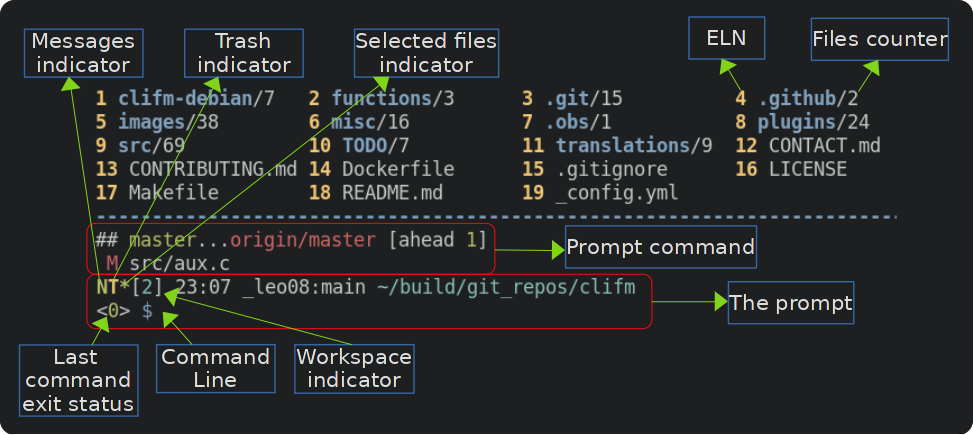 Messages indicator
Trash indicator
Selected files indicator
ELN
Files counter
1 clifm-debian/7 2 functions/3 3 .git/15 4 .github/2
5 images/38 6 misc/16 7 .obs/1 8 plugins/24
9 src/69 10 TODO/7 11 translations/9 12 CONTACT.md
13 CONTRIBUTING.md 14 Dockerfile 15 .gitignore 16 LICENSE
17 Makefile 18 README.md 19 _config.yml
## master...origin/master [ahead 1]
M src/aux.c
Prompt command
NT*[2] 23:07 _leo08:main ~/build/git_repos/clifm
<0> $
The prompt
Last command exit status
Command Line
Workspace indicator